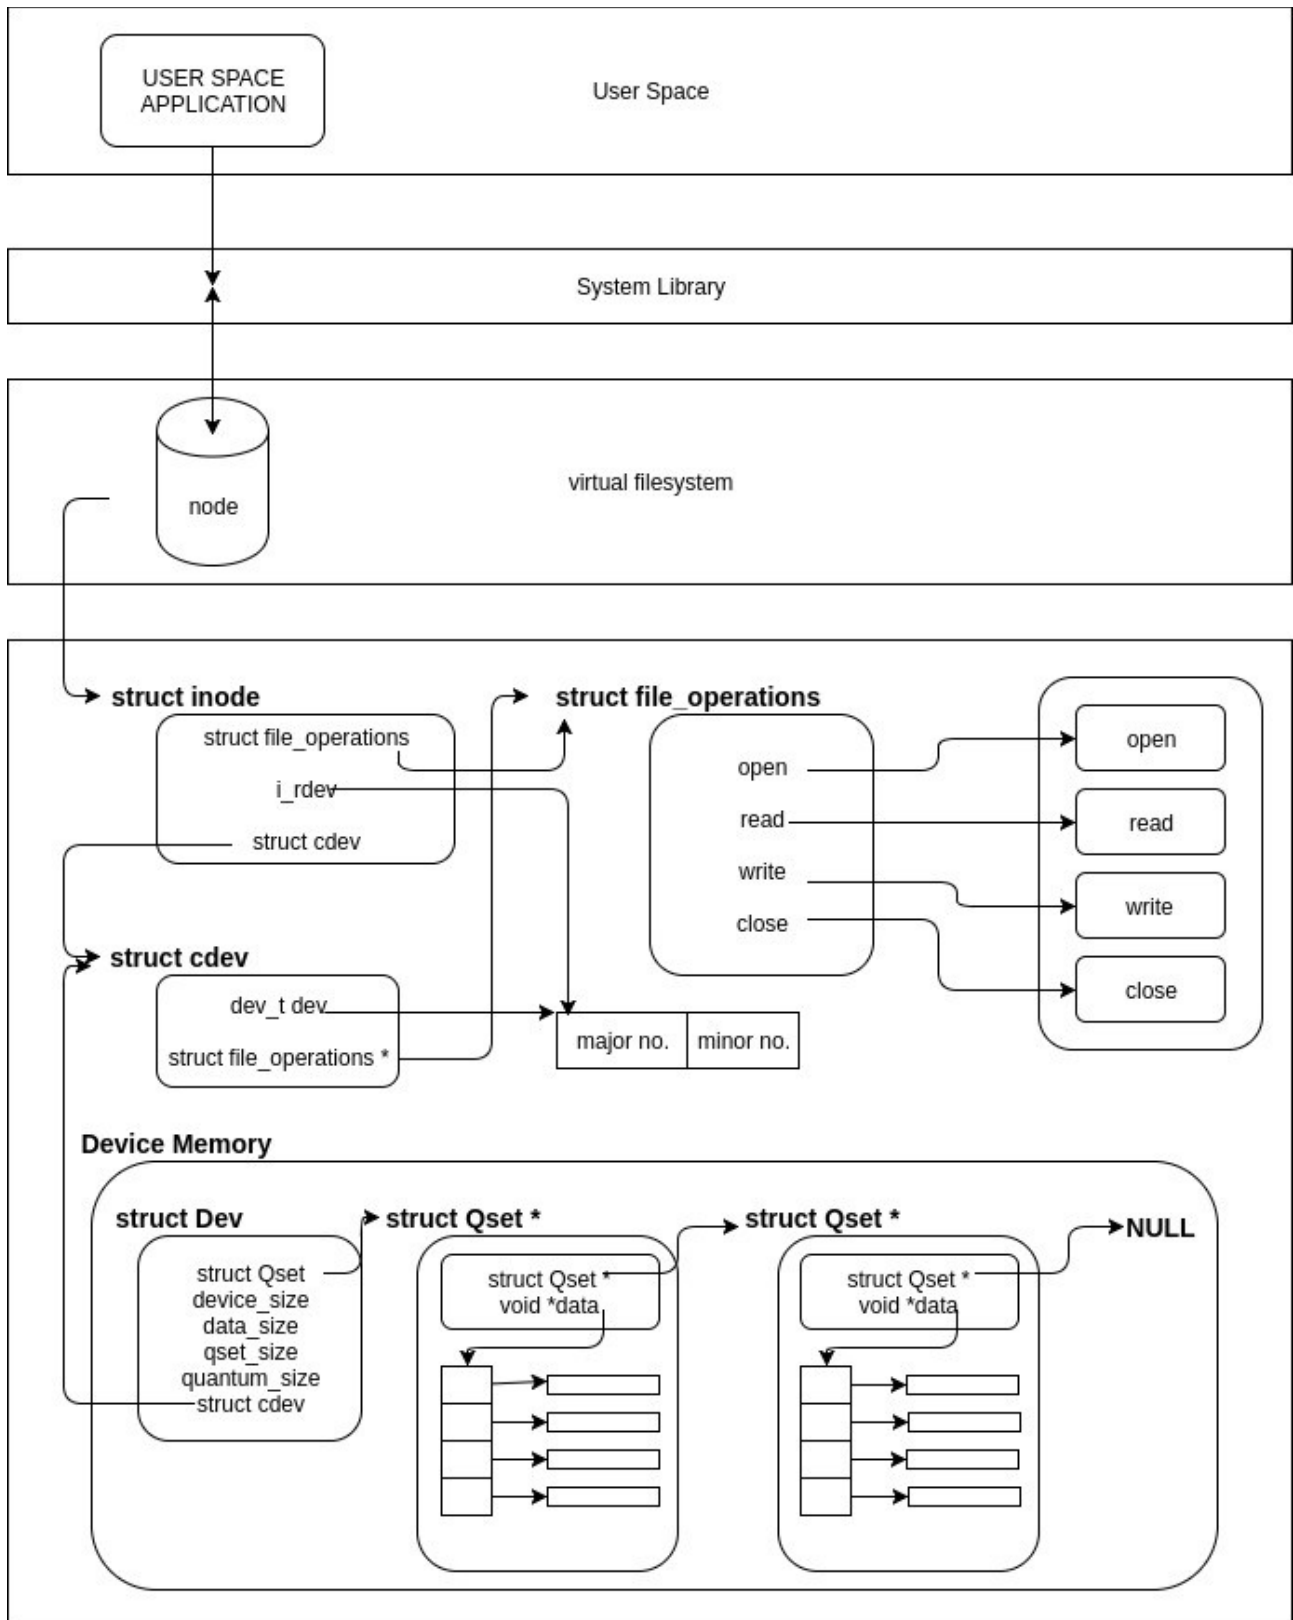 USER SPACE
APPLICATION
User Space
System Library
virtual filesystem
node
struct inode
struct file_operations
i_rdev
struct cdev
struct file_operations
open
read
write
close
open
read
write
close
struct cdev
dev_t dev
struct file_operations *
major no.
minor no.
Device Memory
struct Dev
struct Qset
device_size
data_size
qset_size
quantum_size
struct cdev
struct Qset *
struct Qset *
void *data
struct Qset *
struct Qset *
void *data
NULL